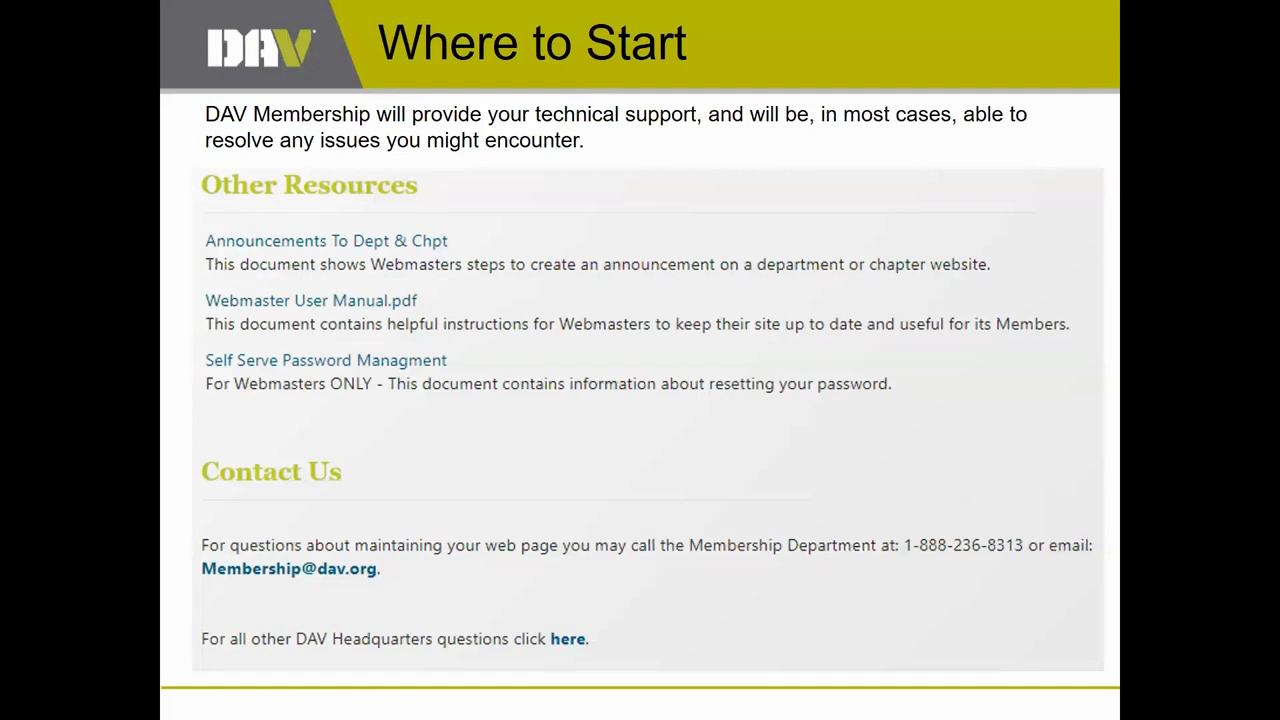 DAV
Where to Start
DAV Membership will provide your technical support, and will be, in most cases, able to
resolve any issues you might encounter.
Other Resources
Announcements To Dept & Chpt
This document shows Webmasters steps to create an announcement on a department or chapter website.
Webmaster User Manual.pdf
This document contains helpful instructions for Webmasters to keep their site up to date and useful for its Members.
Self Serve Password Managment
For Webmasters ONLY - This document contains information about resetting your password.
Contact Us
For questions about maintaining your web page you may call the Membership Department at: 1-888-236-8313 or email:
Membership@dav.org.
For all other DAV Headquarters questions click here.